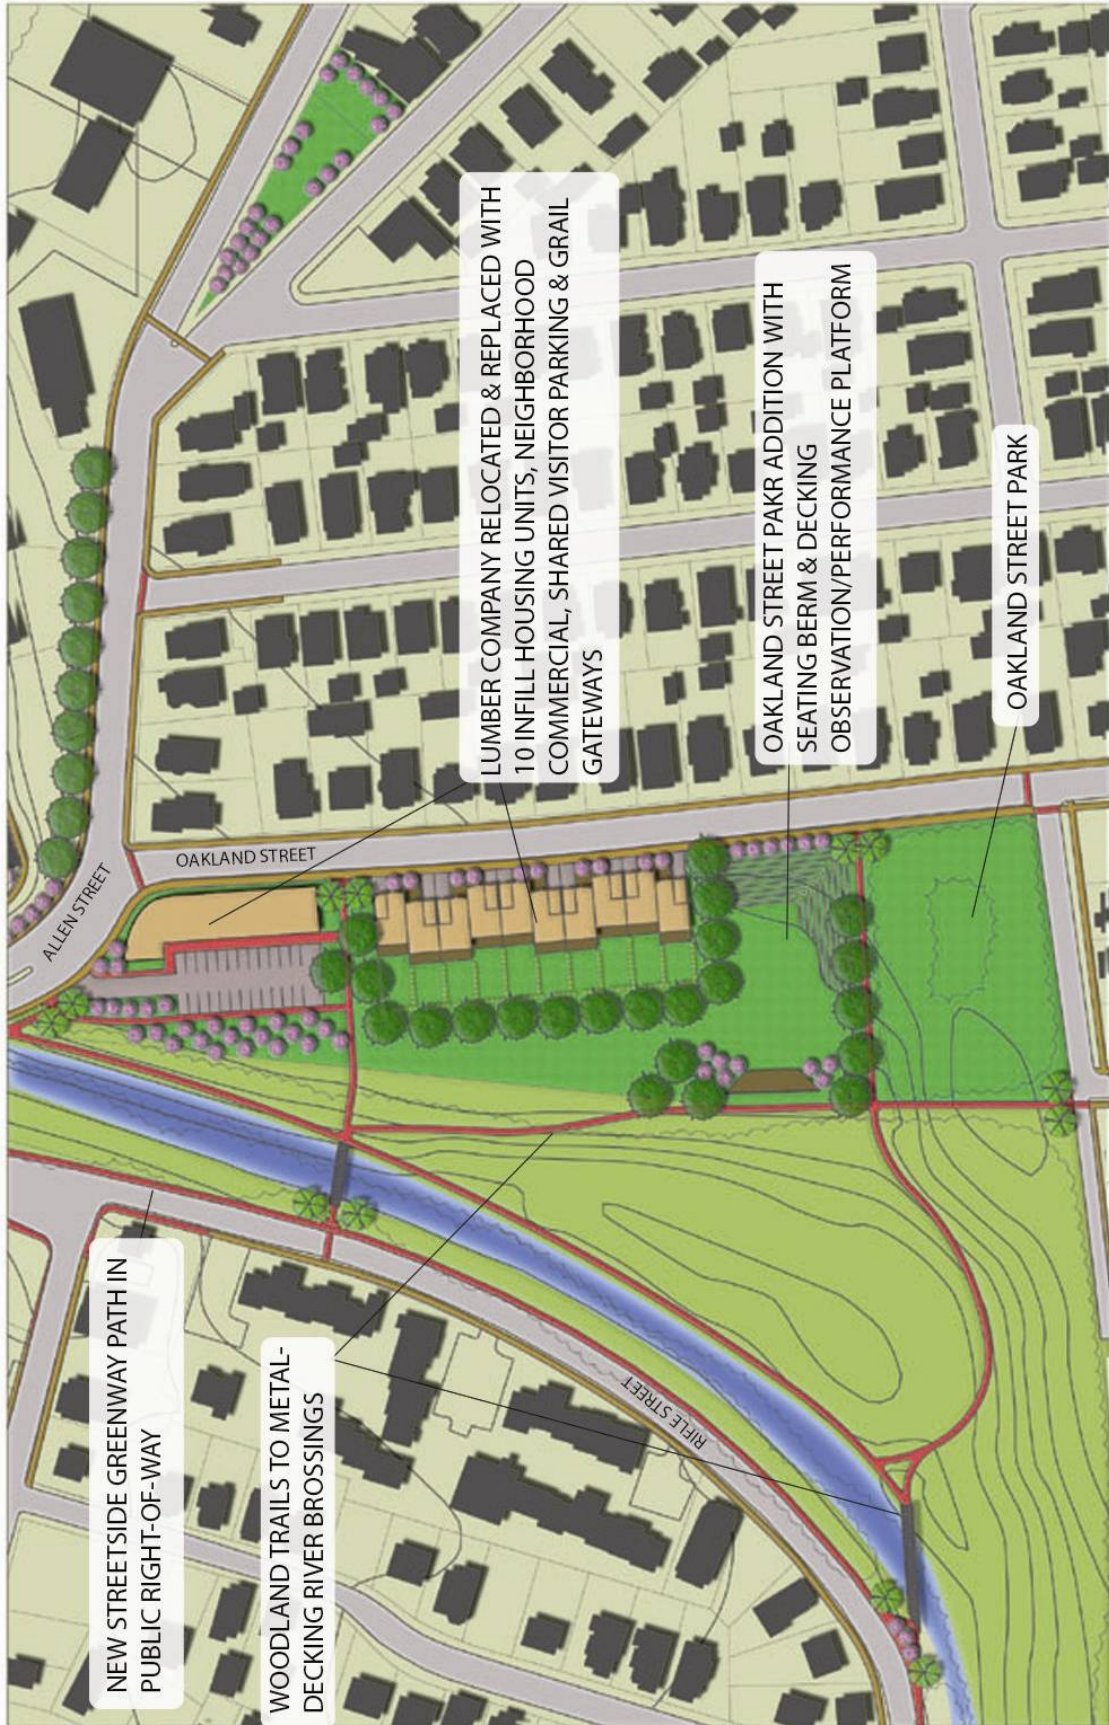 NEW STREETSIDE GREENWAY PATH IN
PUBLIC RIGHT-OF-WAY
WOODLAND TRAILS TO METAL-
DECKING RIVER BROSSINGS
RIFLE STREET
ALLEN STREET
OAKLAND STREET
LUMBER COMPANY RELOCATED & REPLACED WITH
10 INFILL HOUSING UNITS, NEIGHBORHOOD
COMMERCIAL, SHARED VISITOR PARKING & GRAIL
GATEWAYS
OAKLAND STREET PAKR ADDITION WITH
SEATING BERM & DECKING
OBSERVATION/PERFORMANCE PLATFORM
OAKLAND STREET PARK